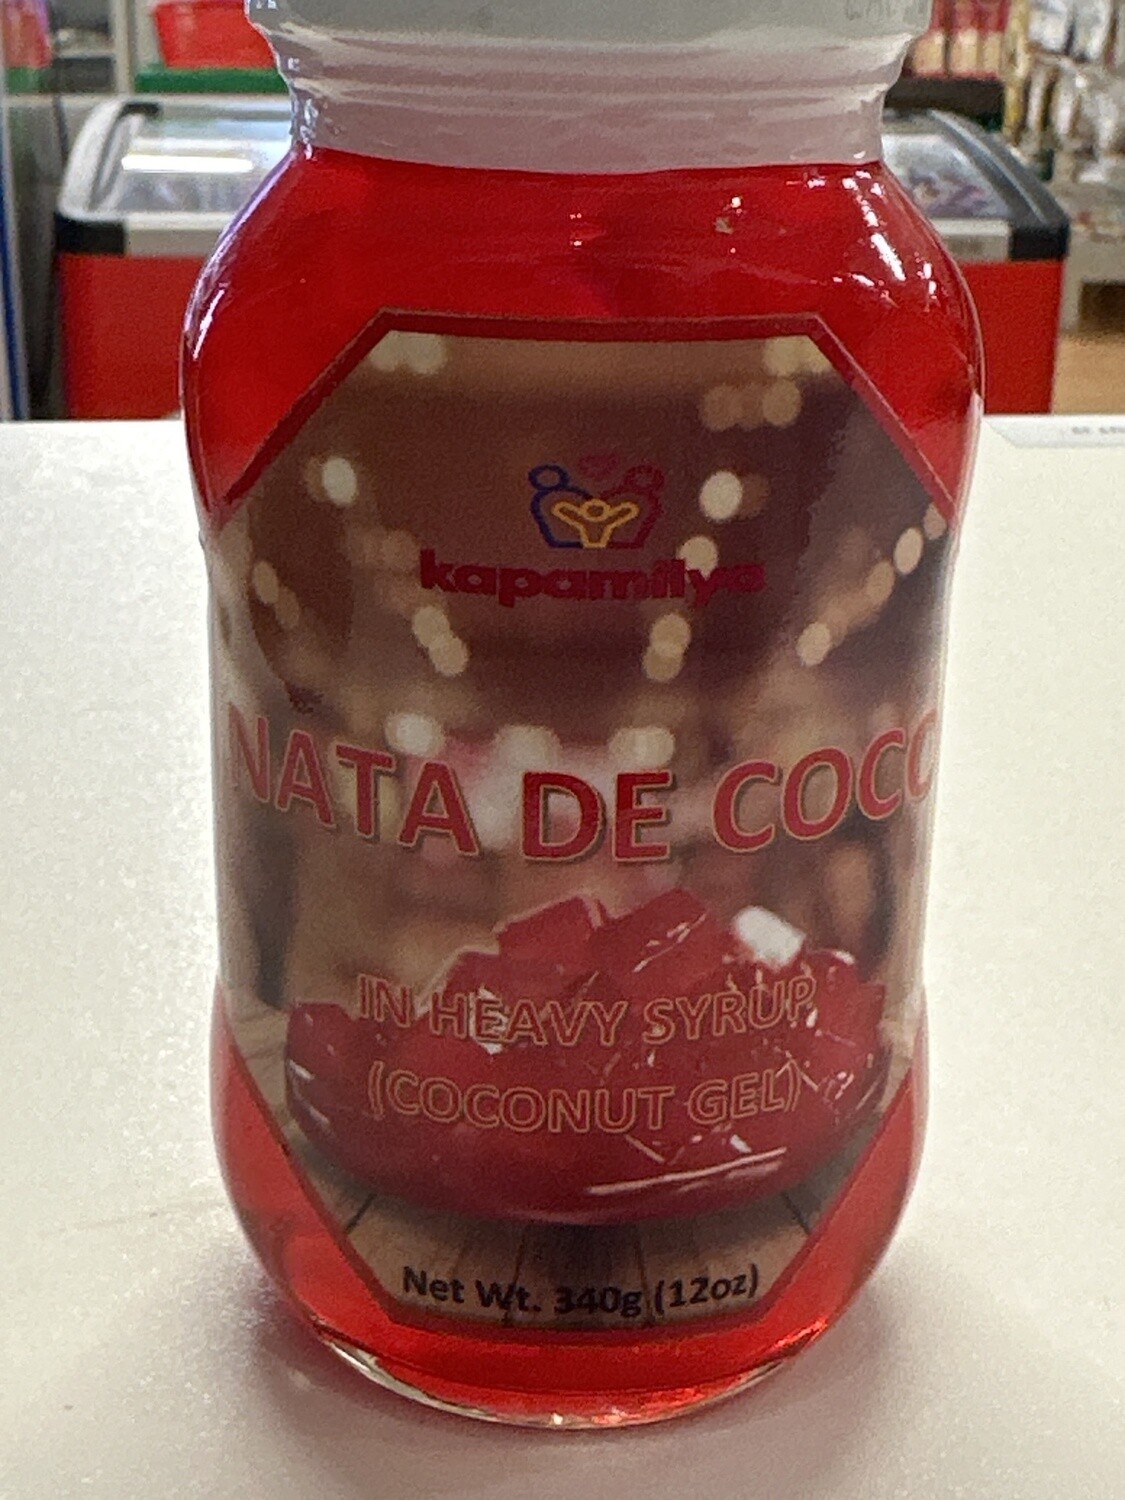 kapamilya
NATA DE COCO
IN HEAVY SYRUP
(COCONUT GEL)
Net Wt. 340g (12oz)